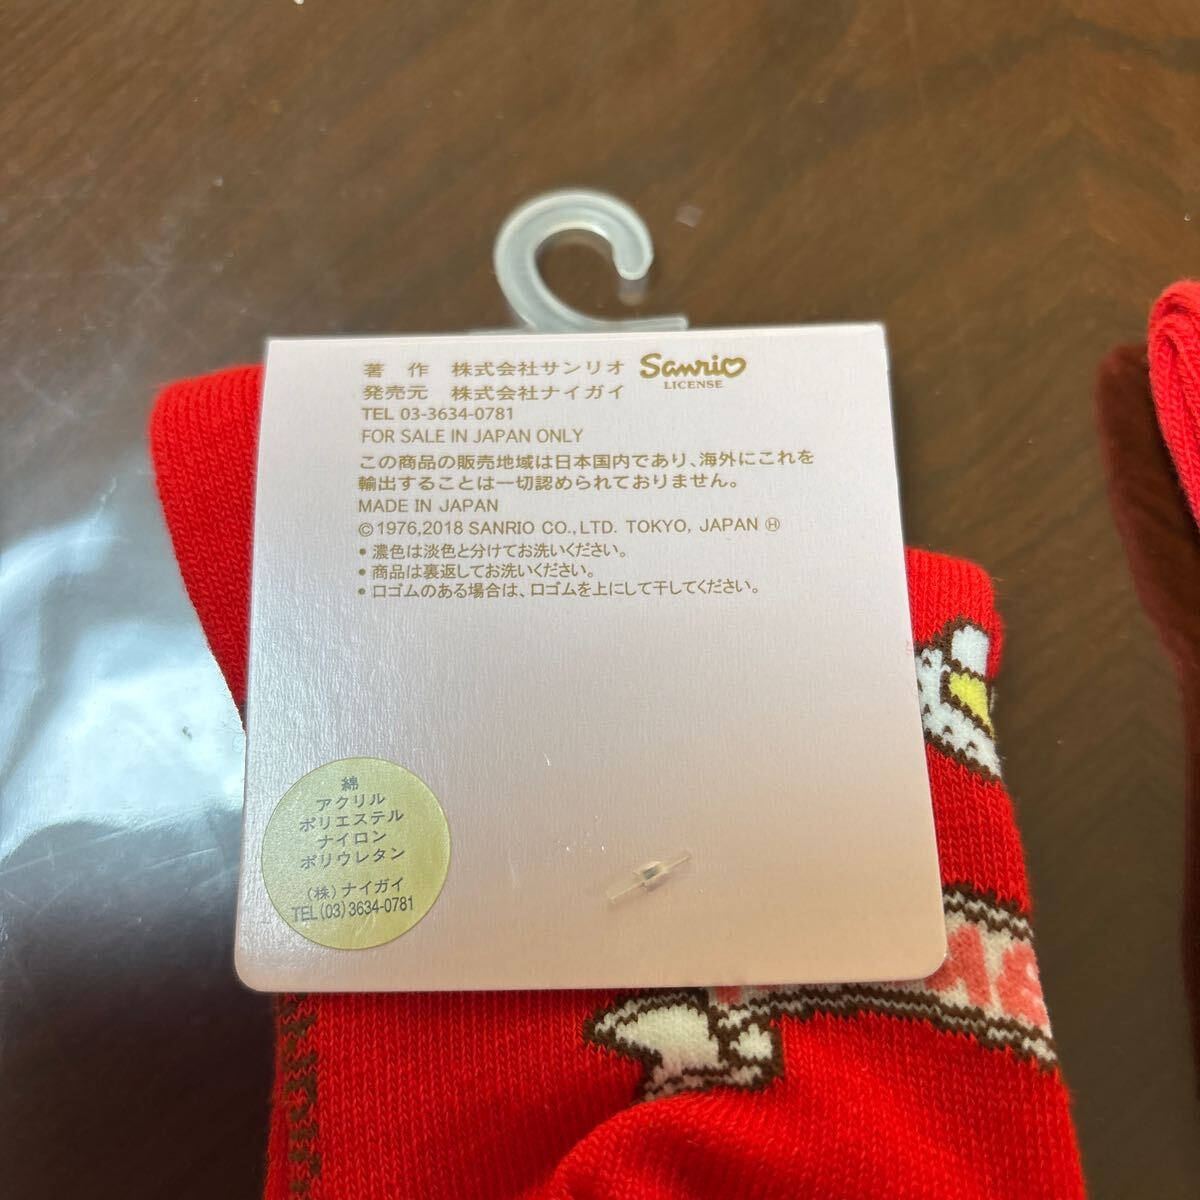 著　作　株式会社サンリオ Sanrio LICENSE
発売元　株式会社ナイガイ
TEL 03-3634-0781
FOR SALE IN JAPAN ONLY
この商品の販売地域は日本国内であり、海外にこれを
輸出することは一切認められておりません。
MADE IN JAPAN
©1976,2018 SANRIO CO.,LTD. TOKYO, JAPAN Ⓗ
• 濃色は淡色と分けてお洗いください。
• 商品は裏返してお洗いください。
• 口ゴムのある場合は、口ゴムを上にして干してください。
綿
アクリル
ポリエステル
ナイロン
ポリウレタン
(株)ナイガイ
TEL(03)3634-0781